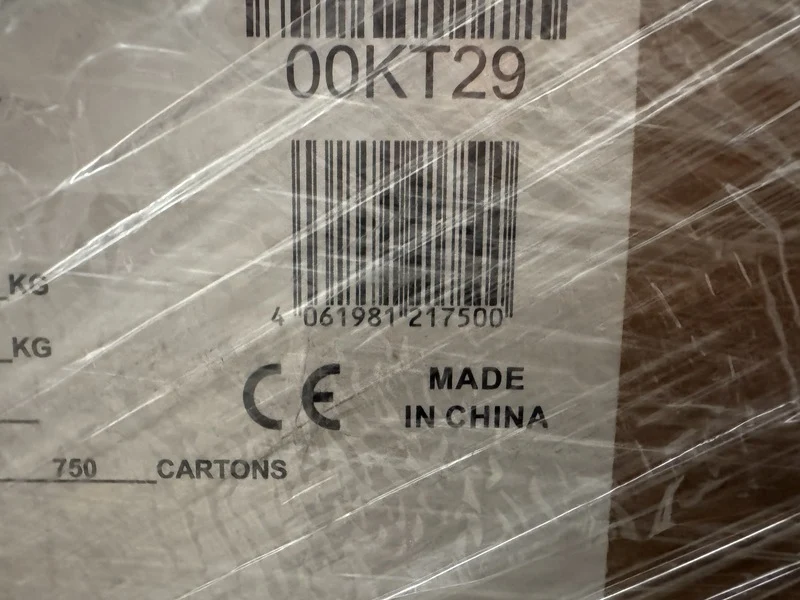 00KT29
4 061981 217500
_KG
_KG
CE MADE
IN CHINA
750 CARTONS